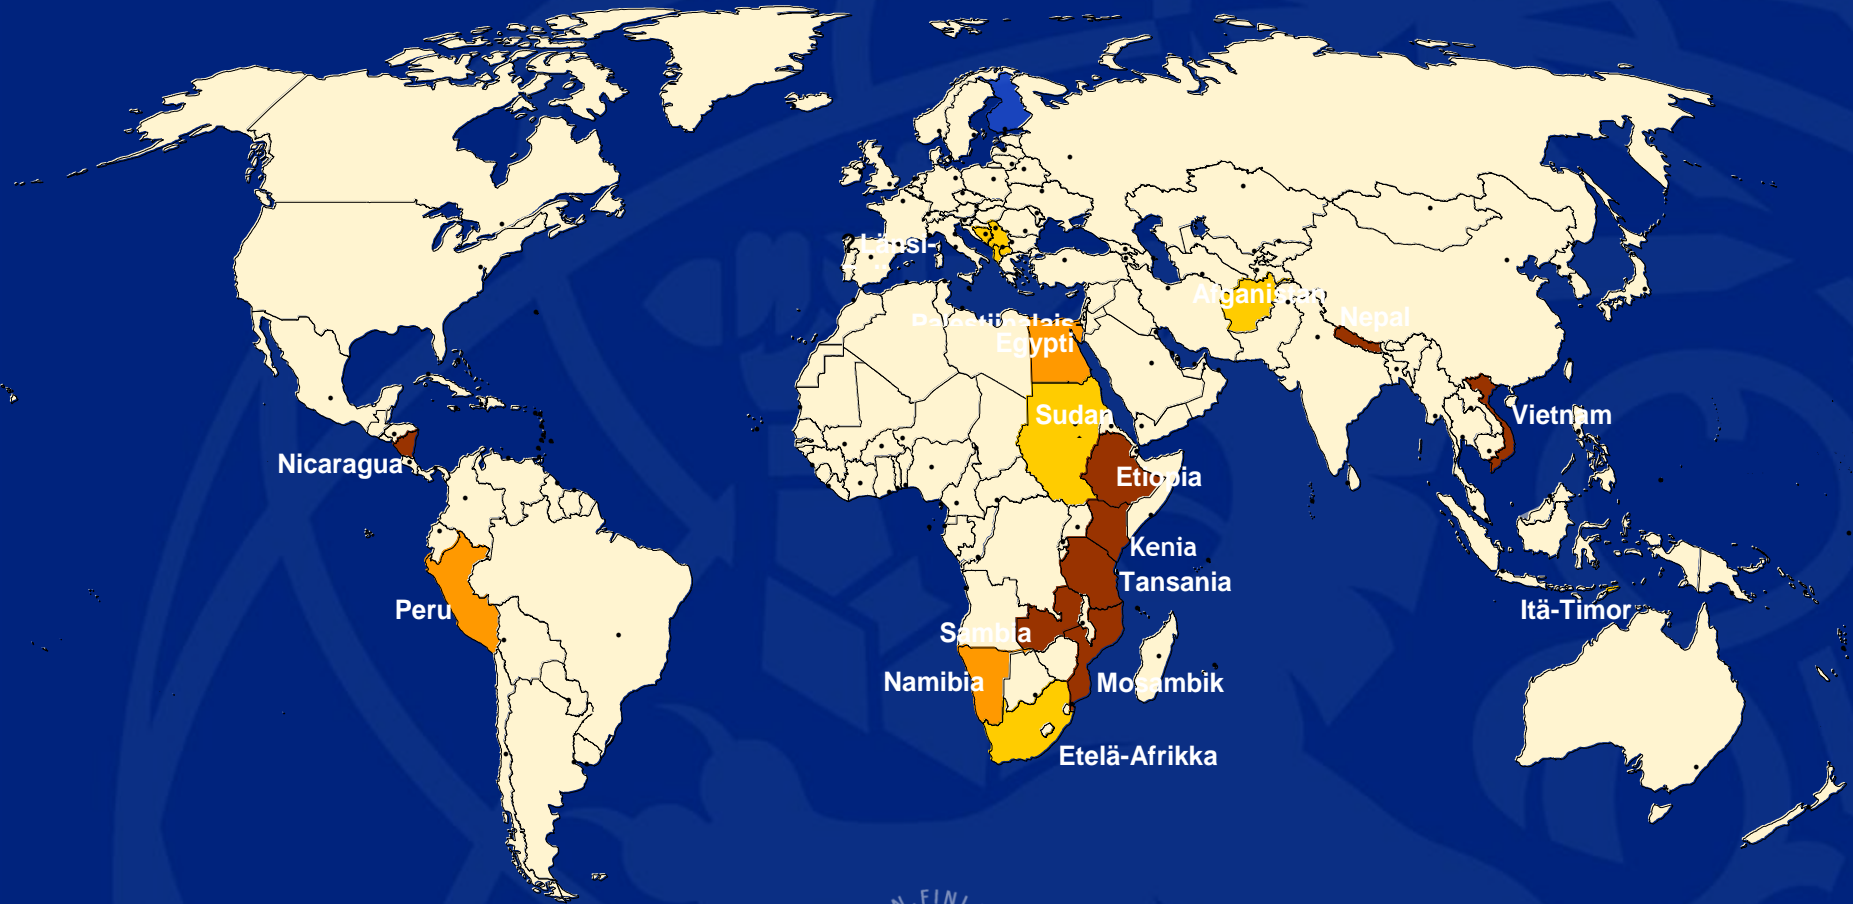 Länsi-
Afganistan
Nepal
Egypti
Sudan
Vietnam
Nicaragua
Etiopia
Kenia
Tansania
Peru
Itä-Timor
Sambia
Namibia
Mosambik
Etelä-Afrikka